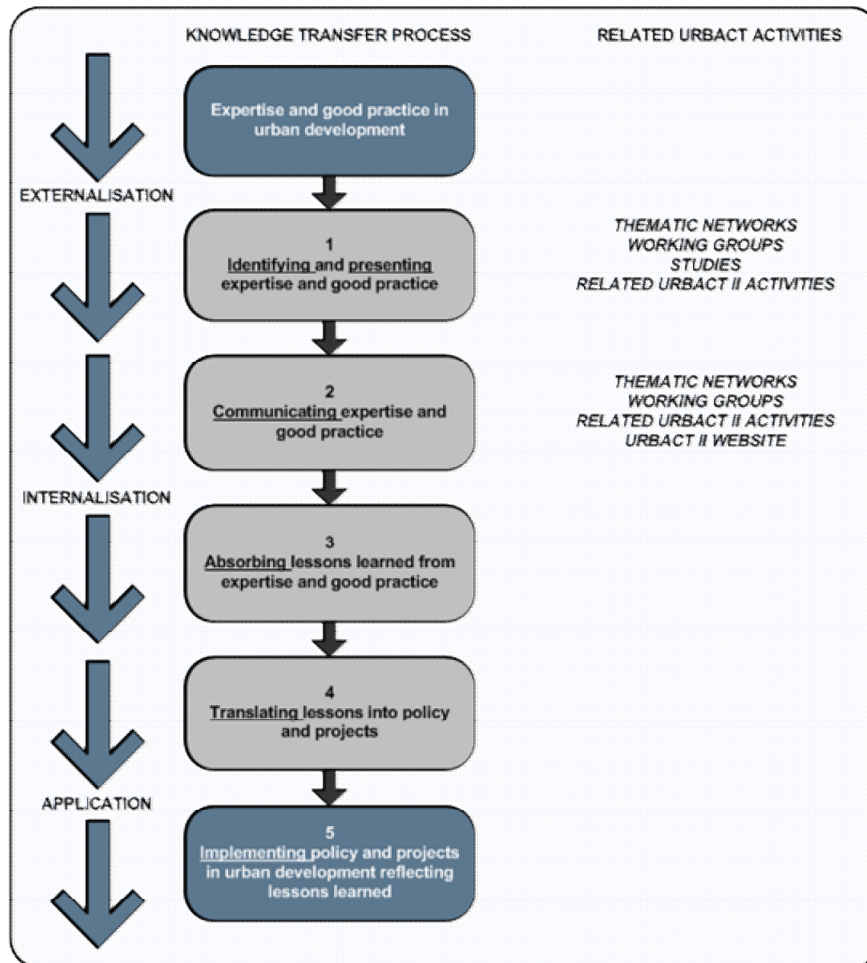 KNOWLEDGE TRANSFER PROCESS
RELATED URBACT ACTIVITIES
Expertise and good practice in
urban development
EXTERNALISATION
1
Identifying and presenting
expertise and good practice
THEMATIC NETWORKS
WORKING GROUPS
STUDIES
RELATED URBACT II ACTIVITIES
2
Communicating expertise and
good practice
THEMATIC NETWORKS
WORKING GROUPS
RELATED URBACT II ACTIVITIES
URBACT II WEBSITE
INTERNALISATION
3
Absorbing lessons learned from
expertise and good practice
4
Translating lessons into policy
and projects
APPLICATION
5
Implementing policy and projects
in urban development reflecting
lessons learned